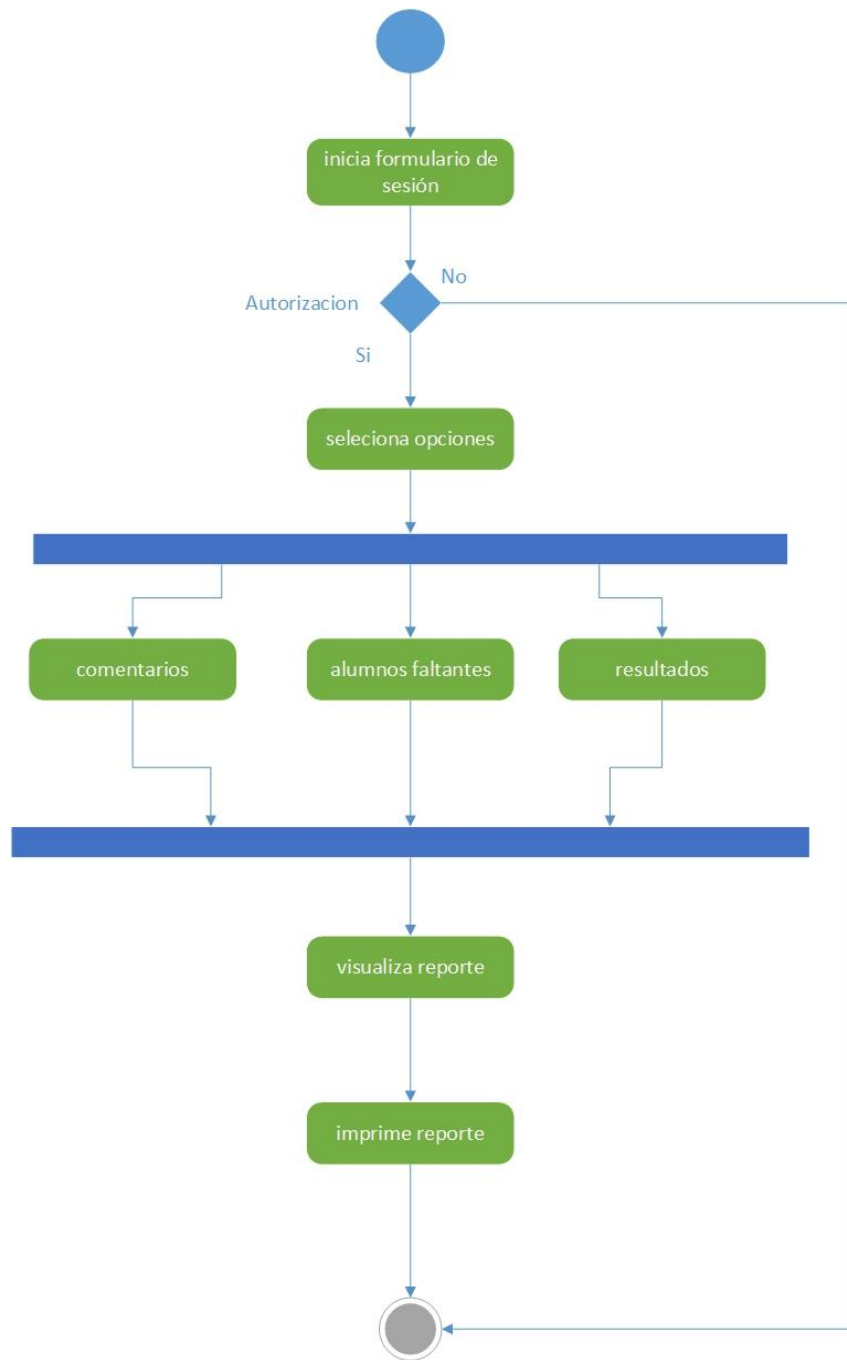 inicia formulario de
sesión
No
Autorizacion
Si
seleciona opciones
comentarios
alumnos faltantes
resultados
visualiza reporte
imprime reporte